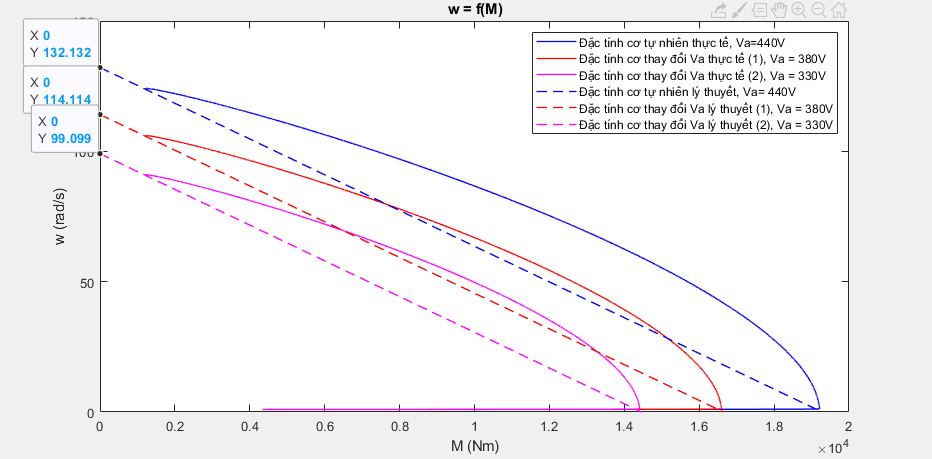 w = f(M)
X 0
Y 132.132
X 0
Y 114.114
X 0
Y 99.099
Đặc tính cơ tự nhiên thực tế, Va=440V
Đặc tính cơ thay đổi Va thực tế (1), Va = 380V
Đặc tính cơ thay đổi Va thực tế (2), Va = 330V
Đặc tính cơ tự nhiên lý thuyết, Va= 440V
Đặc tính cơ thay đổi Va lý thuyết (1), Va = 380V
Đặc tính cơ thay đổi Va lý thuyết (2), Va = 330V
w (rad/s)
50
0
0 0.2 0.4 0.6 0.8 1 1.2 1.4 1.6 1.8 2
M (Nm)
×10⁴